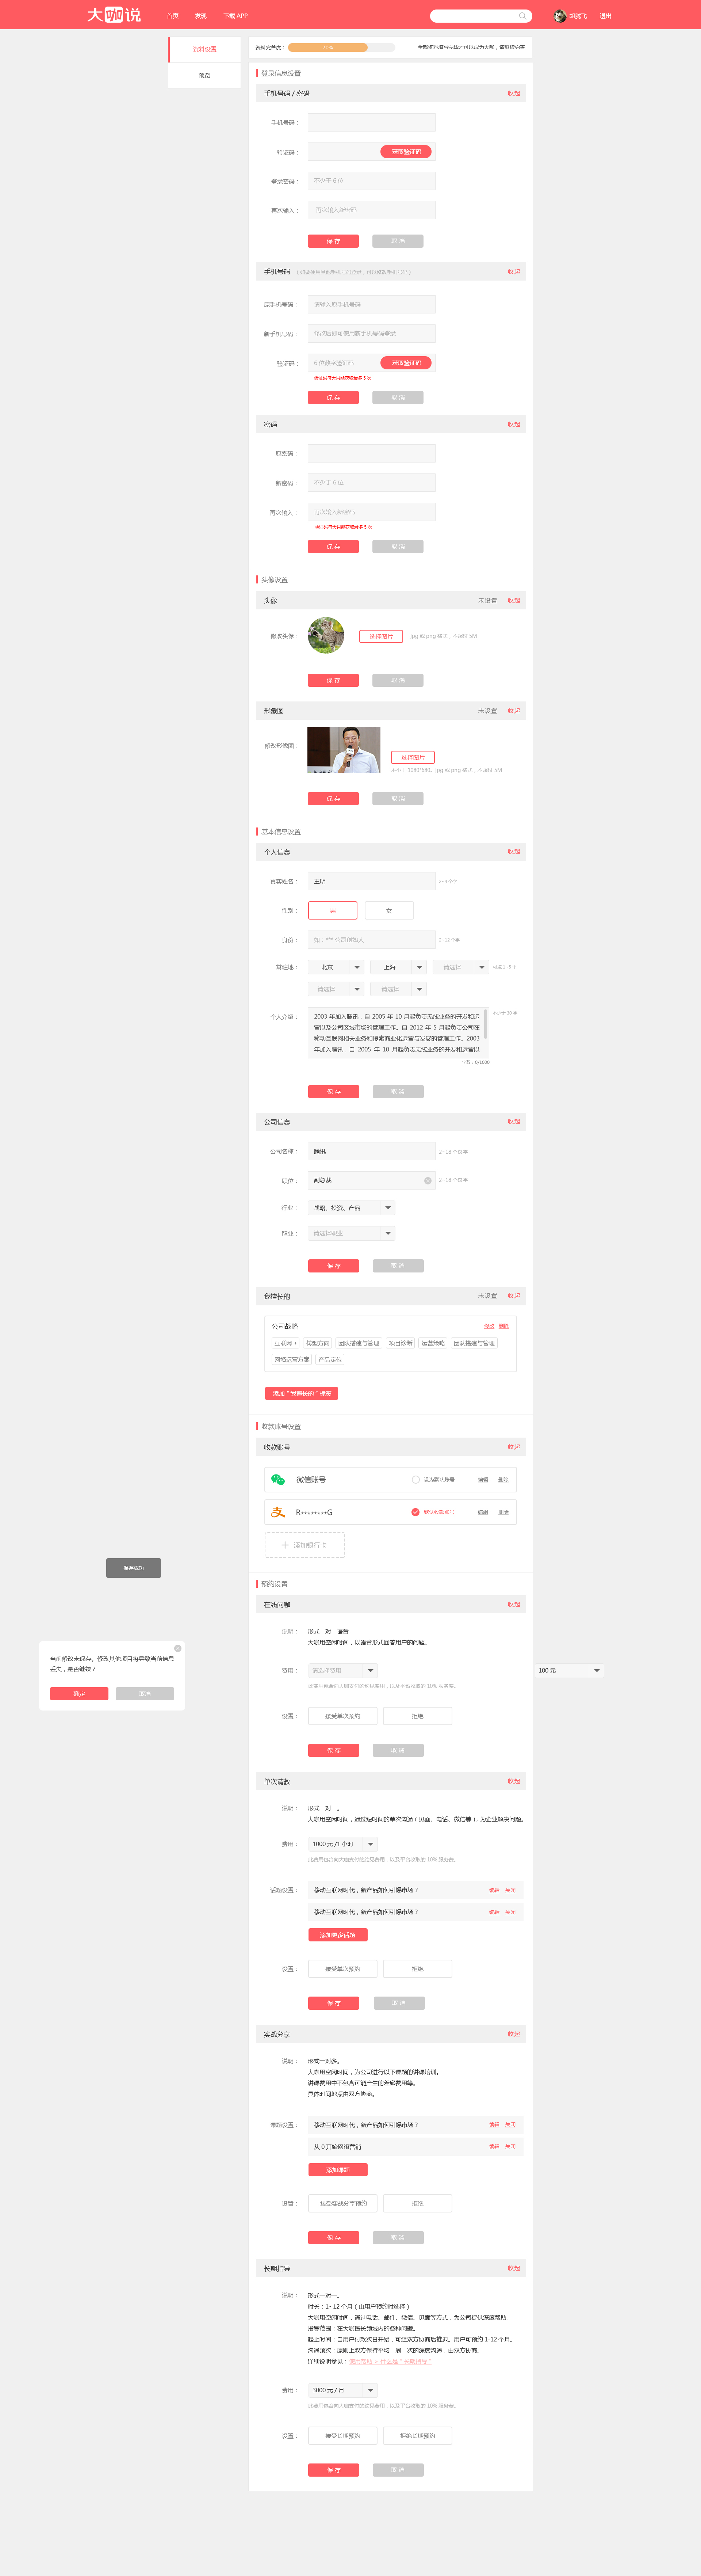 大咖说
首页 发现 下载 APP
胡腾飞 退出
资料设置
预览
资料完善度： 70% 全部资料填写完毕才可以成为大咖，请继续完善
登录信息设置
手机号码 / 密码 收起
手机号码：
验证码： 获取验证码
登录密码： 不少于 6 位
再次输入： 再次输入新密码
保 存 取 消
手机号码 收起
原手机号码： 请输入原手机号码
新手机号码： 修改后即可使用新手机号码登录
验证码： 6 位数字验证码 获取验证码
验证码每天只能获取最多 5 次
保 存 取 消
密码 收起
原密码：
新密码： 不少于 6 位
再次输入： 再次输入新密码
验证码每天只能获取最多 5 次
保 存 取 消
头像设置
头像 未设置 收起
修改头像： 选择图片 jpg 或 png 格式，不超过 5M
保 存 取 消
形象图 未设置 收起
修改形像图： 选择图片
不小于 1080*680，jpg 或 png 格式，不超过 5M
保 存 取 消
基本信息设置
个人信息 收起
真实姓名： 王明 2~4 个字
性别： 男 女
身份： 如：*** 公司创始人 2~12 个字
常驻地： 北京 上海 请选择 可填 1~5 个
请选择 请选择
个人介绍： 2003 年加入腾讯，自 2005 年 10 月起负责无线业务的开发和运 不少于 30 字
营以及公司区域市场的管理工作。自 2012 年 5 月起负责公司在
移动互联网相关业务和搜索商业化运营与发展的管理工作。2003
年加入腾讯，自 2005 年 10 月起负责无线业务的开发和运营以
字数：0/1000
保 存 取 消
公司信息 收起
公司名称： 腾讯 2~18 个汉字
职位： 副总裁 2~18 个汉字
行业： 战略、投资、产品
职业： 请选择职业
保 存 取 消
我擅长的 未设置 收起
公司战略 修改 删除
互联网 + 转型方向 团队搭建与管理 项目诊断 运营策略 团队搭建与管理
网络运营方案 产品定位
添加 " 我擅长的 " 标签
收款账号设置
收款账号 收起
微信账号 设为默认账号 编辑 删除
支 R********G 默认收款账号 编辑 删除
添加银行卡
保存成功
预约设置
在线问咖 收起
说明： 形式一对一语音
大咖用空闲时间，以语音形式回答用户的问题。
当前修改未保存。修改其他项目将导致当前信息
丢失，是否继续？
确定 取消
费用： 请选择费用
100 元
此费用包括向大咖支付的约见费用，以及平台收取的 10% 服务费。
设置： 接受单次预约 拒绝
保 存 取 消
单次请教 收起
说明： 形式一对一。
大咖用空闲时间，通过短时间的单次沟通（见面、电话、微信等），为企业解决问题。
费用： 1000 元 /1 小时
此费用包括向大咖支付的约见费用，以及平台收取的 10% 服务费。
话题设置： 移动互联网时代，新产品如何引爆市场？ 编辑 关闭
移动互联网时代，新产品如何引爆市场？ 编辑 关闭
添加更多话题
设置： 接受单次预约 拒绝
保 存 取 消
实战分享 收起
说明： 形式一对多。
大咖用空闲时间，为公司进行以下课题的讲课培训。
讲课费用中不包含可能产生的差旅费用等。
具体时间地点由双方协商。
课题设置： 移动互联网时代，新产品如何引爆市场？ 编辑 关闭
从 0 开始网络营销 编辑 关闭
添加课题
设置： 接受实战分享预约 拒绝
保 存 取 消
长期指导 收起
说明： 形式一对一。
时长：1~12 个月（由用户预约时选择）
大咖用空闲时间，通过电话、邮件、微信、见面等方式，为公司提供深度帮助。
指导范围：在大咖擅长领域内的各种问题。
起止时间：自用户付款次日开始，可经双方协商后推迟。用户可预约 1-12 个月。
沟通频次：原则上双方保持平均一周一次的深度沟通，由双方协商。
详细说明参见：使用帮助 > 什么是 " 长期指导 "
费用： 3000 元 / 月
此费用包括向大咖支付的约见费用，以及平台收取的 10% 服务费。
设置： 接受长期预约 拒绝长期预约
保 存 取 消